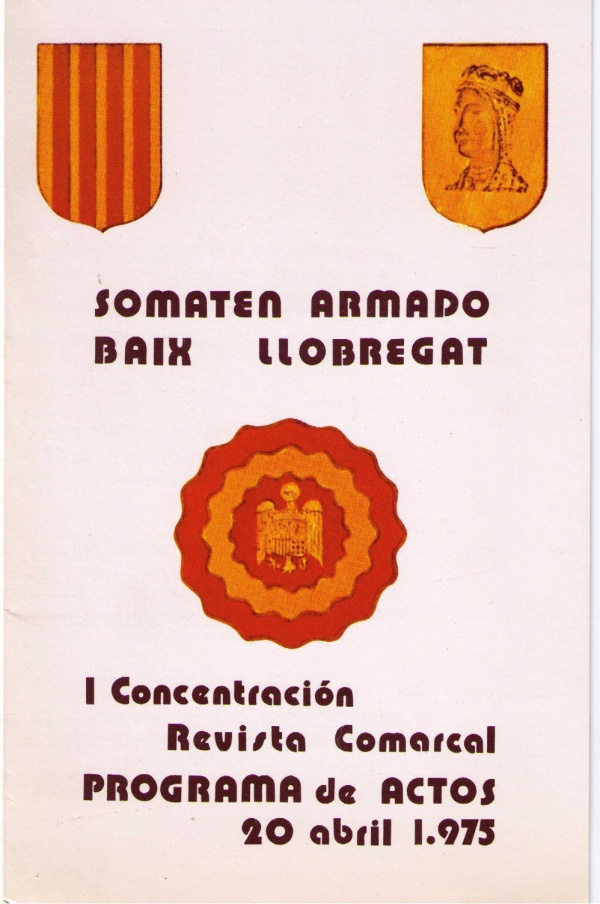 SOMATEN ARMADO
BAIX LLOBREGAT
I Concentración
Revista Comarcal
PROGRAMA de ACTOS
20 abril 1.975